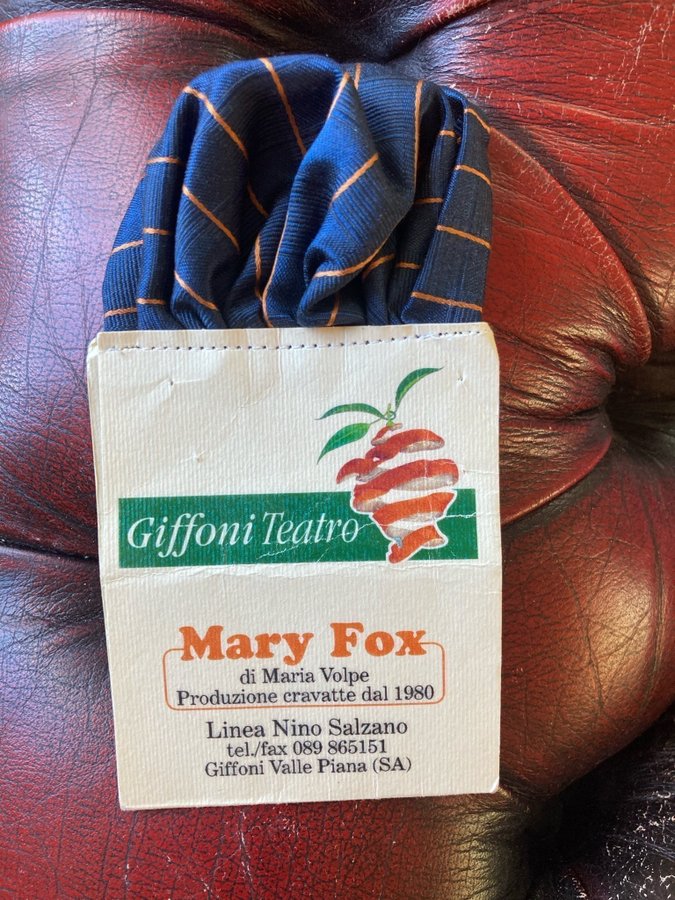 Giffoni Teatro
Mary Fox
di Maria Volpe
Produzione cravatte dal 1980
Linea Nino Salzano
tel./fax 089 865151
Giffoni Valle Piana (SA)